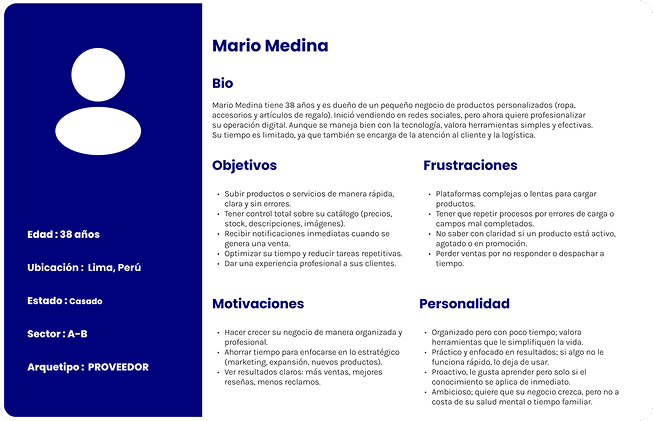 Mario Medina
Bio
Mario Medina tiene 38 años y es dueño de un pequeño negocio de productos personalizados (ropa,
accesorios y artículos de regalo). Inició vendiendo en redes sociales, pero ahora quiere profesionalizar
su operación digital. Aunque se maneja bien con la tecnología, valora herramientas simples y efectivas.
Su tiempo es limitado, ya que también se encarga de la atención al cliente y la logística.
Objetivos
• Subir productos o servicios de manera rápida,
clara y sin errores.
• Tener control total sobre su catálogo (precios,
stock, descripciones, imágenes).
• Recibir notificaciones inmediatas cuando se
genera una venta.
• Optimizar su tiempo y reducir tareas repetitivas.
• Dar una experiencia profesional a sus clientes.
Frustraciones
• Plataformas complejas o lentas para cargar
productos.
• Tener que repetir procesos por errores de carga o
campos mal completados.
• No saber con claridad si un producto está activo,
agotado o en promoción.
• Perder ventas por no responder o despachar a
tiempo.
Motivaciones
• Hacer crecer su negocio de manera organizada y
profesional.
• Ahorrar tiempo para enfocarse en lo estratégico
(marketing, expansión, nuevos productos).
• Ver resultados claros: más ventas, mejores
reseñas, menos reclamos.
Personalidad
• Organizado pero con poco tiempo; valora
herramientas que le simplifiquen la vida.
• Práctico y enfocado en resultados; si algo no le
funciona rápido, lo deja de usar.
• Proactivo, le gusta aprender pero solo si el
conocimiento se aplica de inmediato.
• Ambicioso; quiere que su negocio crezca, pero no a
costa de su salud mental o tiempo familiar.
Edad : 38 años
Ubicación : Lima, Perú
Estado : Casado
Sector : A-B
Arquetipo : PROVEEDOR